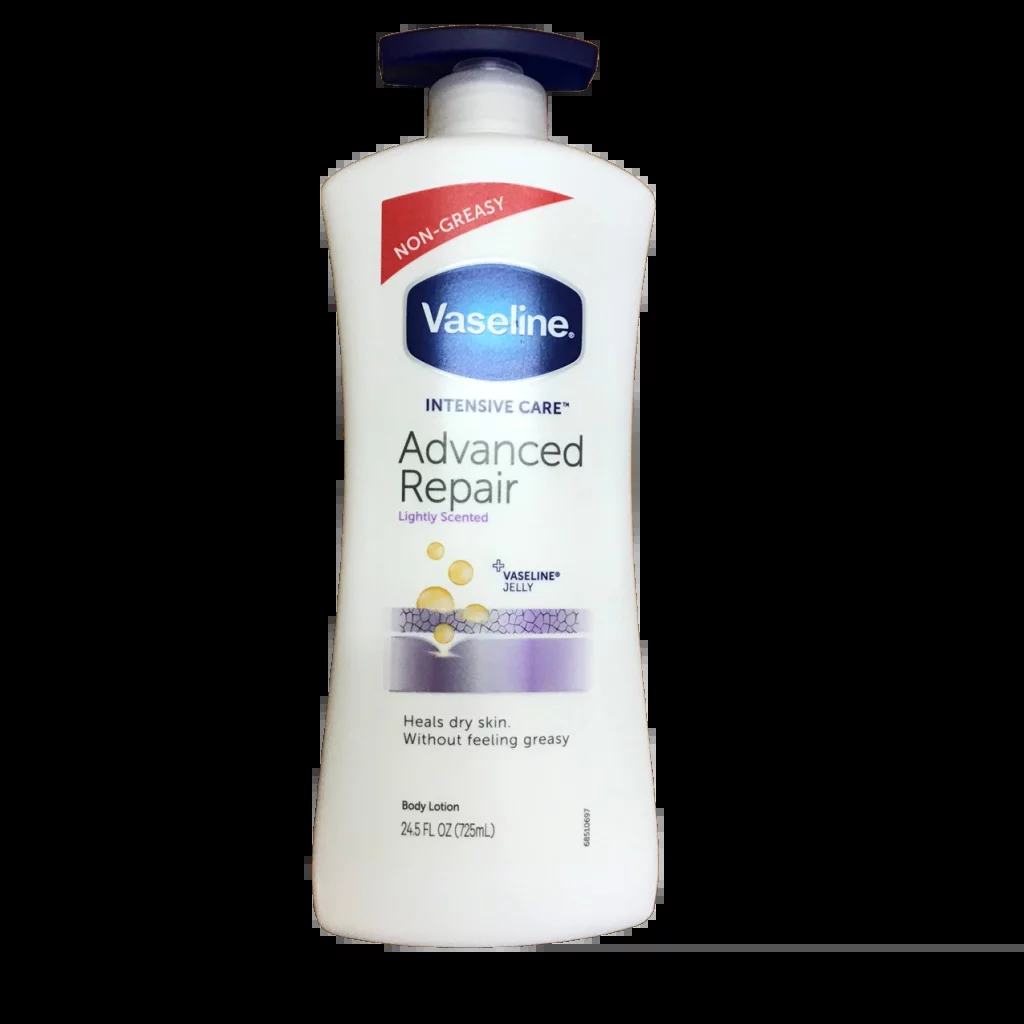 NON-GREASY
Vaseline®
INTENSIVE CARE™
Advanced
Repair
Lightly Scented
VASELINE®
JELLY
Heals dry skin.
Without feeling greasy
Body Lotion
24.5 FL OZ (725mL)
68510697